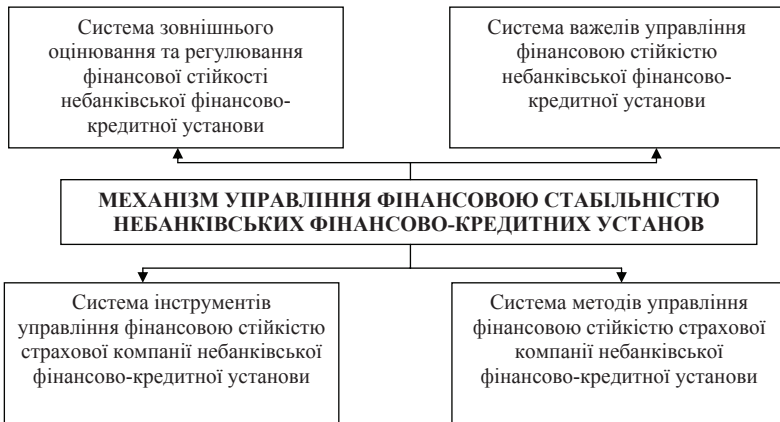 Система зовнішнього
оцінювання та регулювання
фінансової стійкості
небанківської фінансово-
кредитної установи
Система важелів управління
фінансовою стійкістю
небанківської фінансово-
кредитної установи
МЕХАНІЗМ УПРАВЛІННЯ ФІНАНСОВОЮ СТАБІЛЬНІСТЮ
НЕБАНКІВСЬКИХ ФІНАНСОВО-КРЕДИТНИХ УСТАНОВ
Система інструментів
управління фінансовою стійкістю
страхової компанії небанківської
фінансово-кредитної установи
Система методів управління
фінансовою стійкістю страхової
компанії небанківської
фінансово-кредитної установи